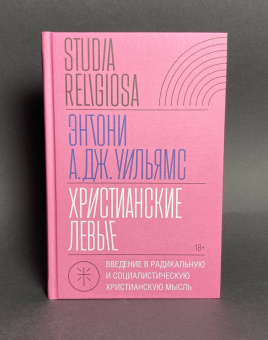 STUDIA
RELIGIOSA
ЭНТОНИ
А. ДЖ. УИЛЬЯМС
ХРИСТИАНСКИЕ
ЛЕВЫЕ
18+
ВВЕДЕНИЕ В РАДИКАЛЬНУЮ
И СОЦИАЛИСТИЧЕСКУЮ
ХРИСТИАНСКУЮ МЫСЛЬ